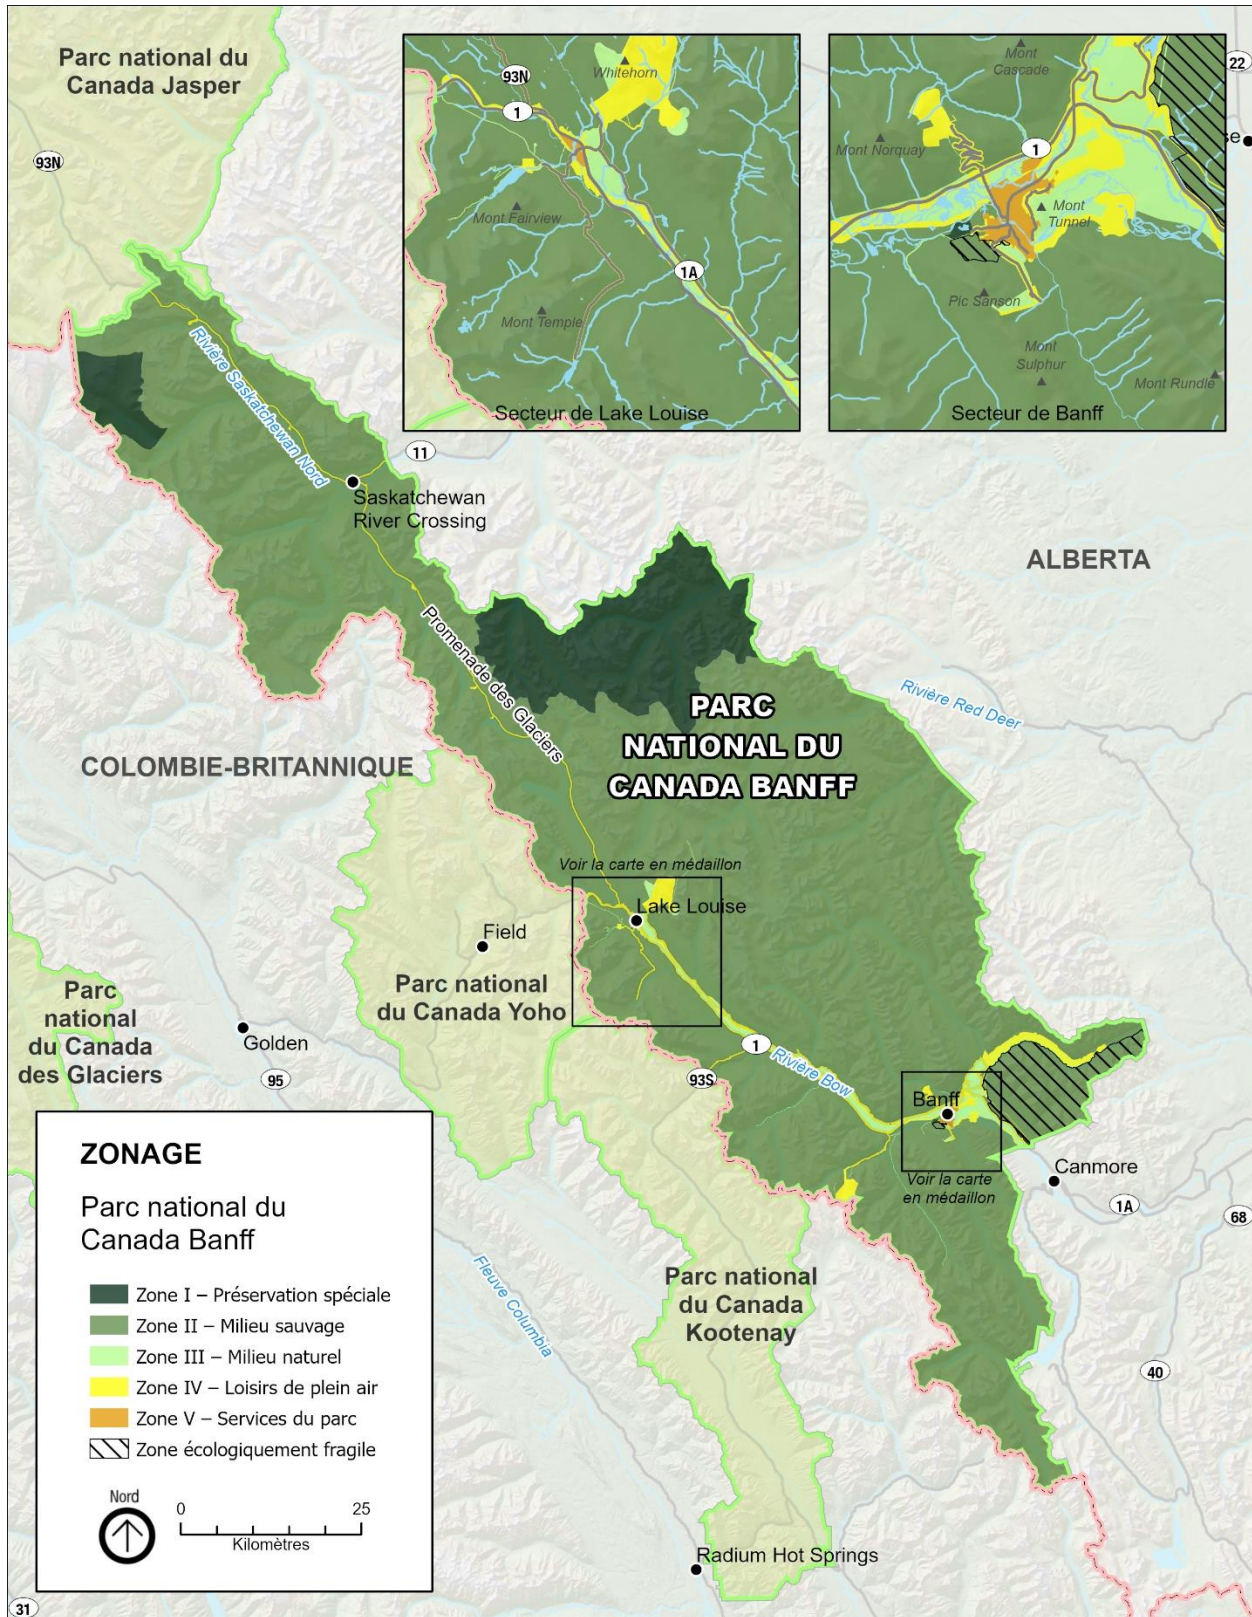 Parc national du
Canada Jasper
93N
93N
1
Whitehorn
Mont Fairview
1A
Mont Temple
Secteur de Lake Louise
Mont
Cascade
Mont Norquay
1
Mont
Tunnel
Pic Sanson
Mont
Sulphur
Mont Rundle
Secteur de Banff
22
Rivière Saskatchewan Nord
11
Saskatchewan
River Crossing
ALBERTA
Promenade des Glaciers
Rivière Red Deer
PARC
NATIONAL DU
CANADA BANFF
COLOMBIE-BRITANNIQUE
Voir la carte en médaillon
Lake Louise
Field
Parc national
du Canada Yoho
Parc
national
du Canada
des Glaciers
Golden
95
1
93S
Rivière Bow
Banff
Voir la carte
en médaillon
Canmore
1A
68
Parc national
du Canada
Kootenay
Fleuve Columbia
40
Radium Hot Springs
31
ZONAGE
Parc national du
Canada Banff
Zone I – Préservation spéciale
Zone II – Milieu sauvage
Zone III – Milieu naturel
Zone IV – Loisirs de plein air
Zone V – Services du parc
Zone écologiquement fragile
Nord
0 25
Kilomètres